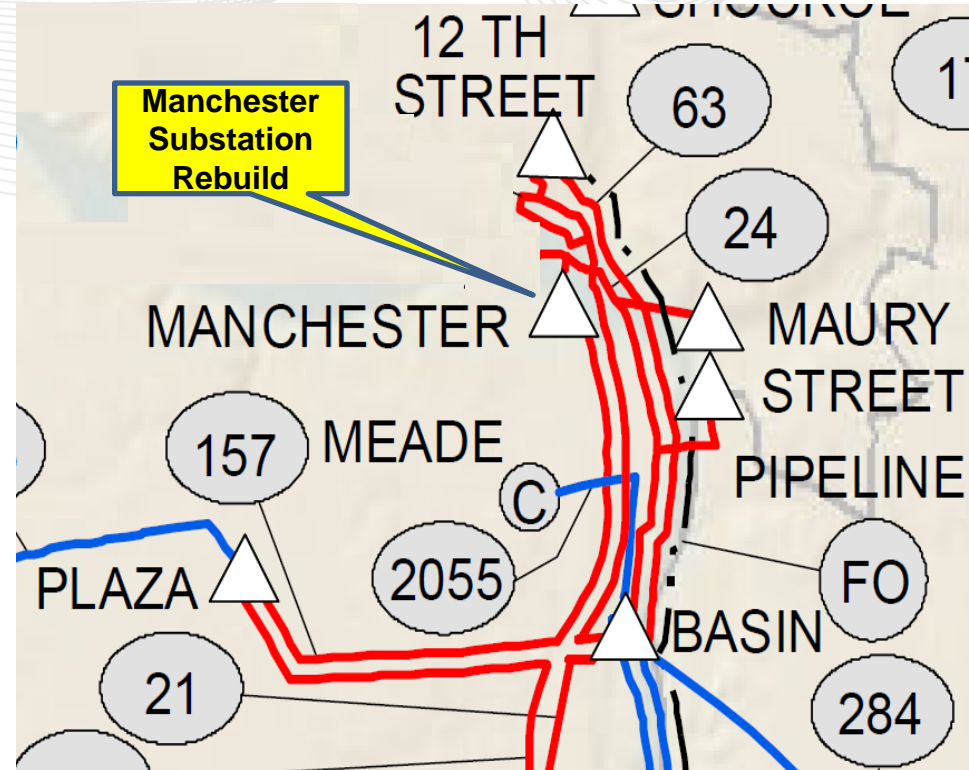 12 TH
STREET
Manchester
Substation
Rebuild
63
24
MANCHESTER
MAURY
STREET
157
MEADE
PIPELINE
C
2055
FO
PLAZA
BASIN
21
284